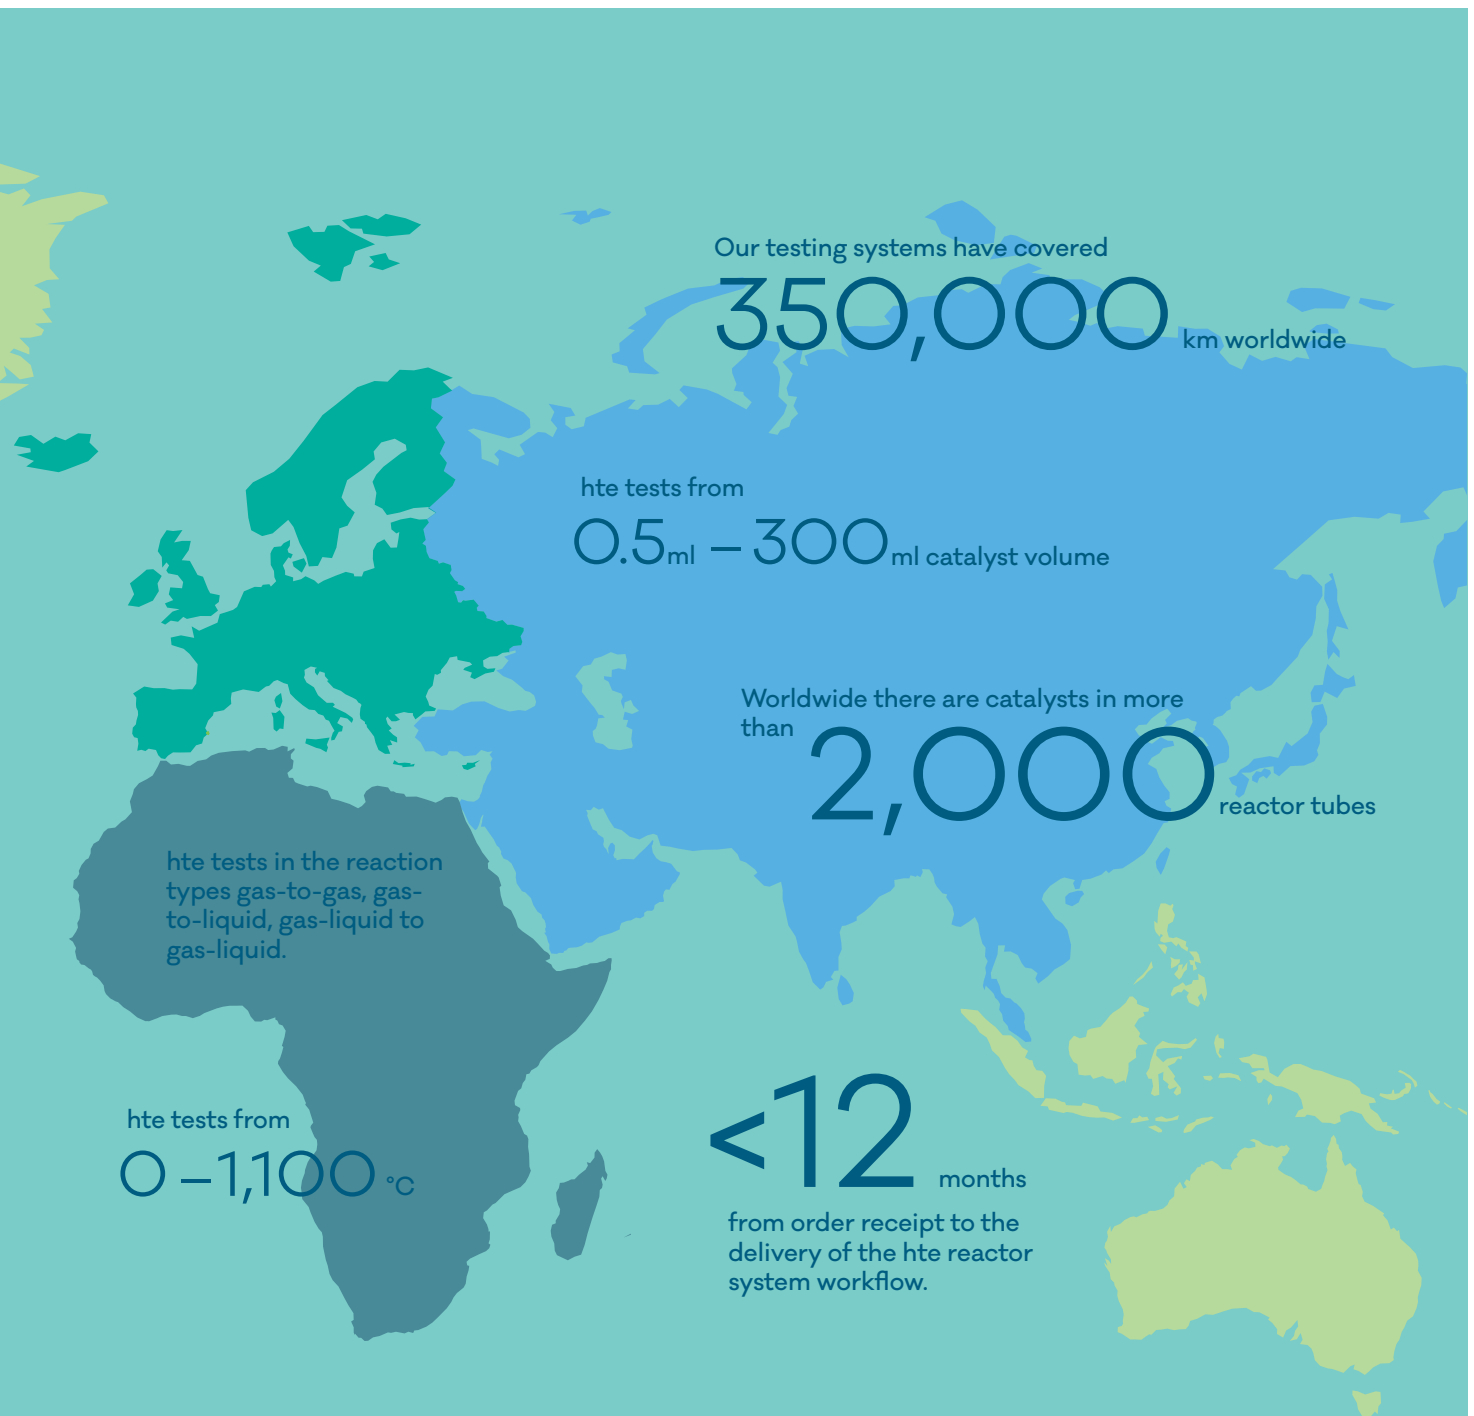 Our testing systems have covered
350,000 km worldwide
hte tests from
0.5ml – 300ml catalyst volume
Worldwide there are catalysts in more
than 2,000 reactor tubes
hte tests in the reaction
types gas-to-gas, gas-
to-liquid, gas-liquid to
gas-liquid.
hte tests from
0 – 1,100 °C
<12 months
from order receipt to the
delivery of the hte reactor
system workflow.